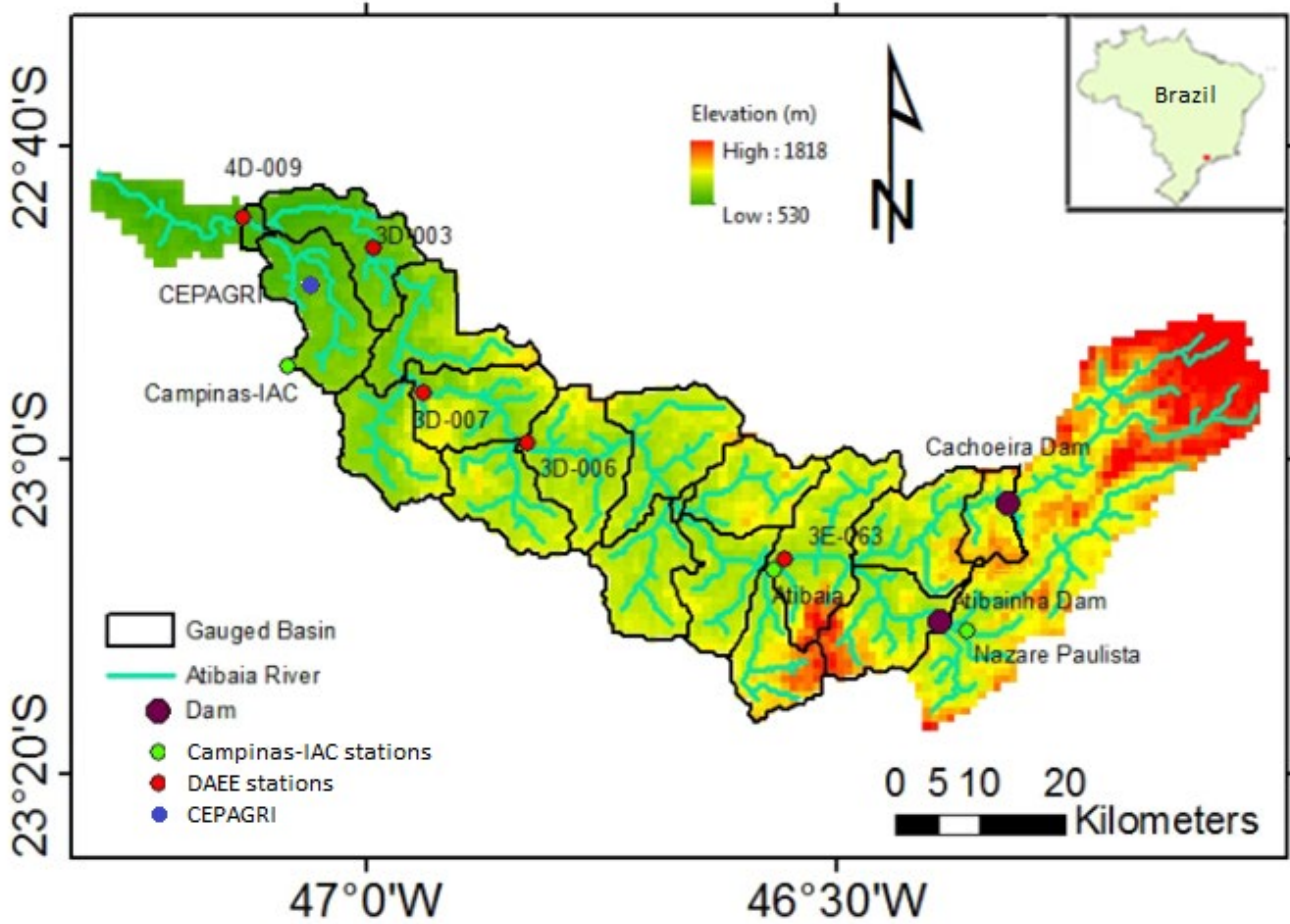 Brazil
Elevation (m)
High : 1818
Low : 530
N
22°40'S
23°0'S
23°20'S
4D-009
3D-003
CEPAGRI
Campinas-IAC
3D-007
3D-006
Cachoeira Dam
3E-063
Atibaia
Atibainha Dam
Nazare Paulista
Gauged Basin
Atibaia River
Dam
Campinas-IAC stations
DAEE stations
CEPAGRI
0 5 10 20
Kilometers
47°0'W
46°30'W